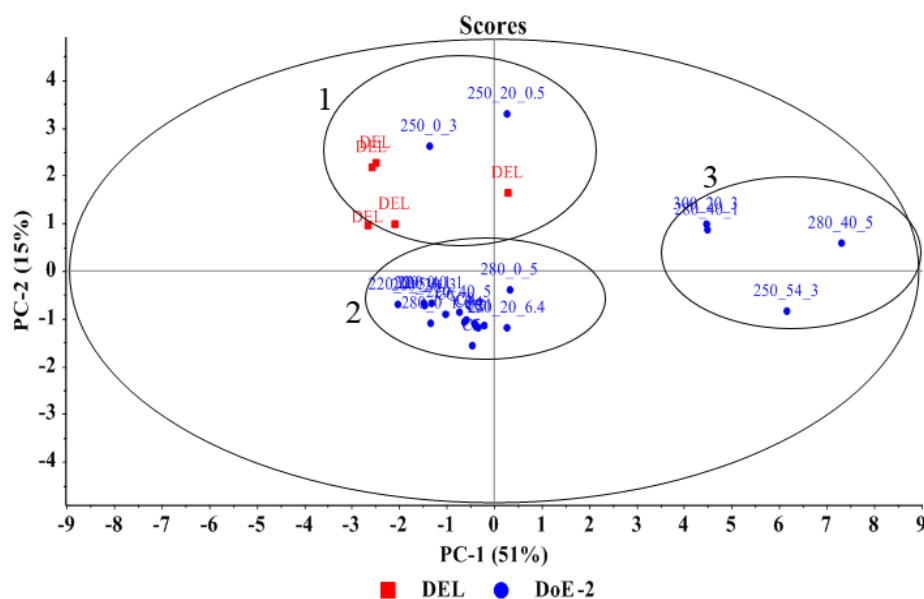 Scores
4
3
2
1
0
-1
-2
-3
-4
PC-2 (15%)
1
250_20_0.5
250_0_3
DEL
DEL
DEL
DEL
DEL
3
300_20_3
280_40_1
280_40_5
250_54_3
2
280_0_5
250_20_6.4
-9 -8 -7 -6 -5 -4 -3 -2 -1 0 1 2 3 4 5 6 7 8 9
PC-1 (51%)
DEL DoE-2